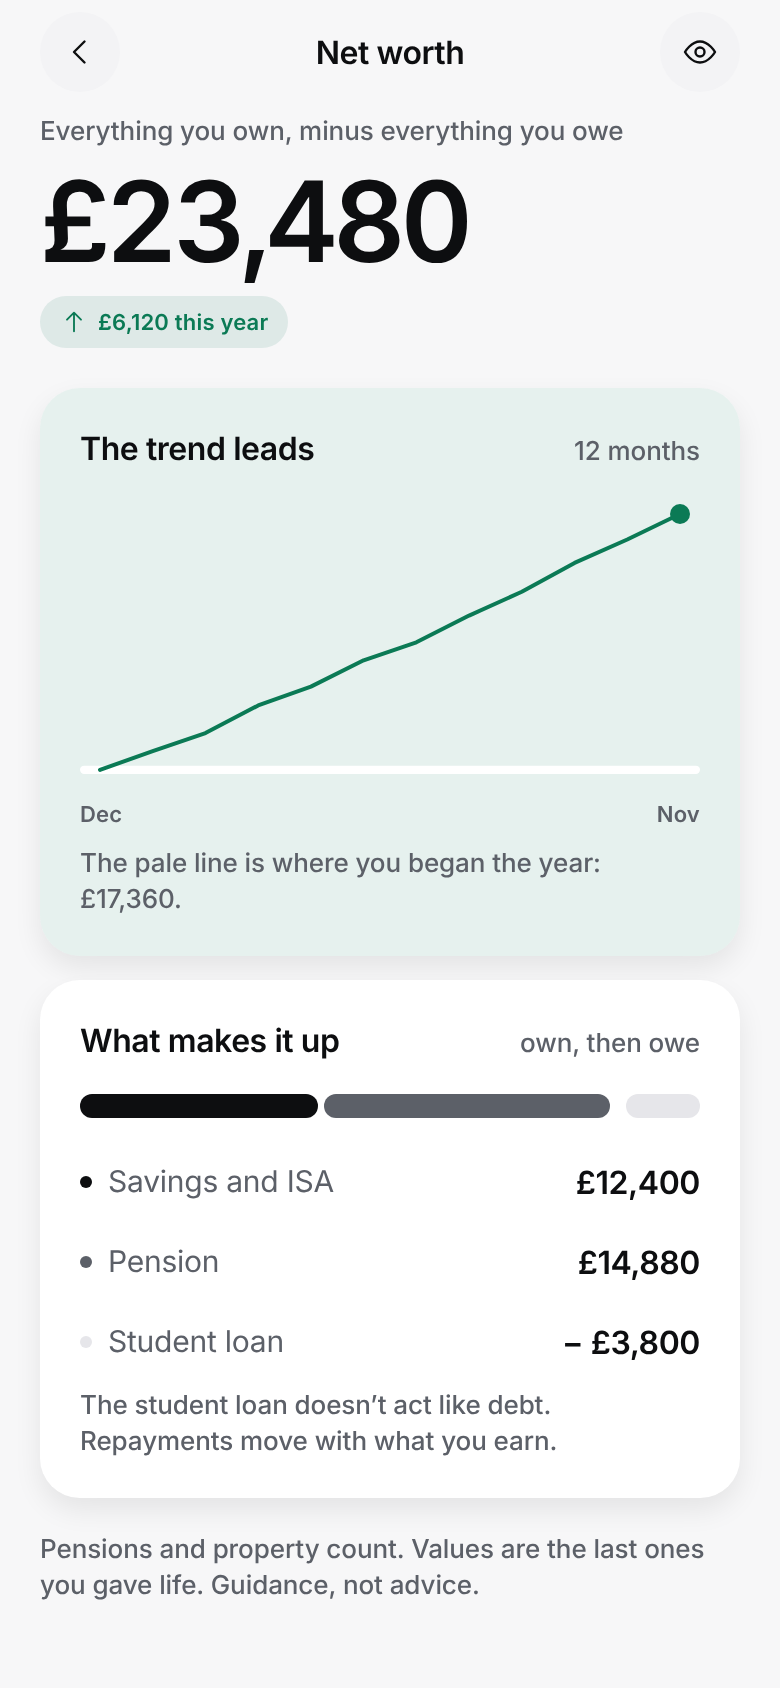 Net worth
Everything you own, minus everything you owe
£23,480
↑ £6,120 this year
The trend leads
12 months
Dec
Nov
The pale line is where you began the year:
£17,360.
What makes it up
own, then owe
Savings and ISA
£12,400
Pension
£14,880
Student loan
– £3,800
The student loan doesn’t act like debt.
Repayments move with what you earn.
Pensions and property count. Values are the last ones
you gave life. Guidance, not advice.